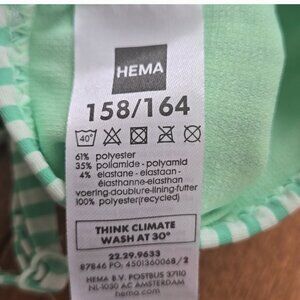 HEMA
158/164
40°
61% polyester
35% poliamide - polyamid
4% elastane - elastaan -
élasthanne-elasthan
voering-doublure-lining-futter
100% polyester(recycled)
THINK CLIMATE
WASH AT 30°
22.29.9633
87846 PO: 4501360068/2
HEMA B.V. POSTBUS 37110
NL-1030 AC AMSTERDAM
hema.com